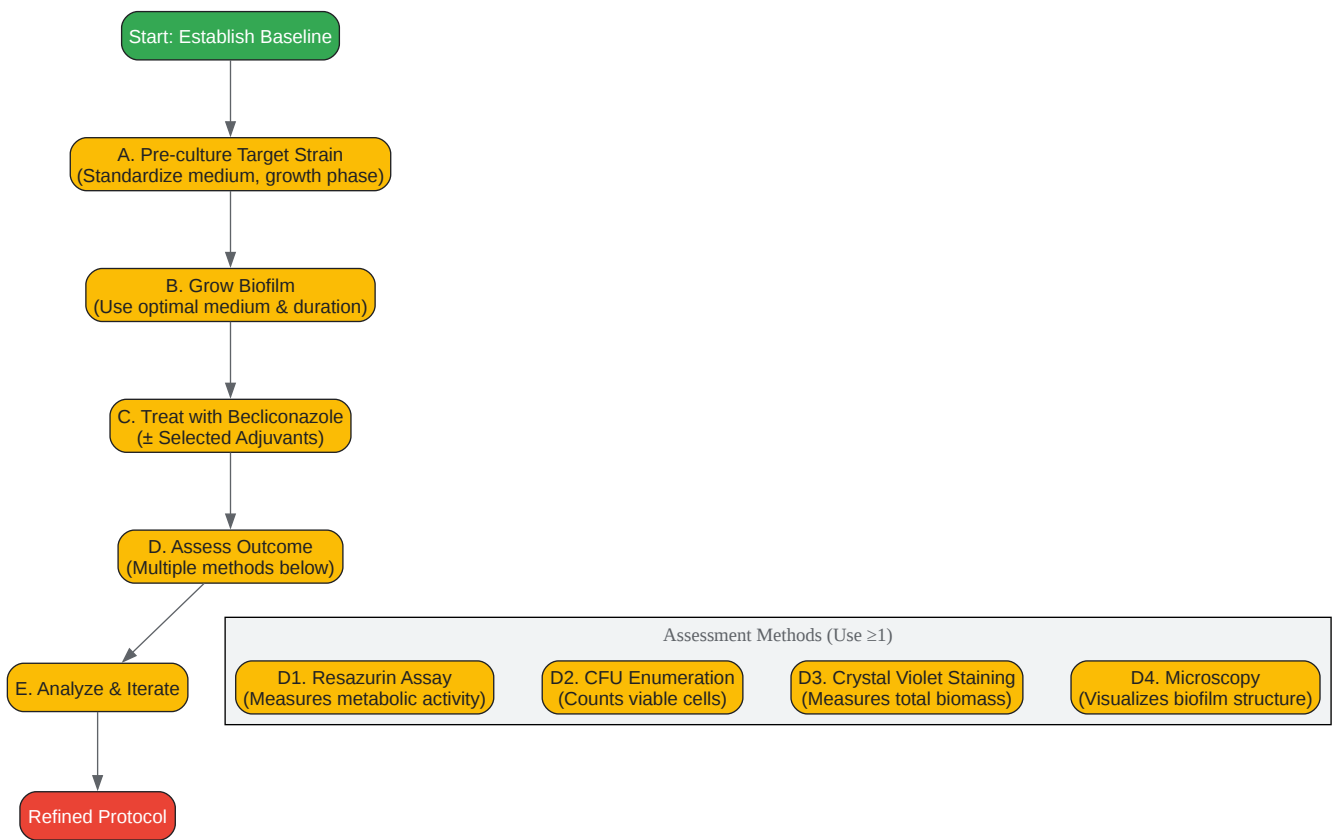 Start: Establish Baseline
A. Pre-culture Target Strain
(Standardize medium, growth phase)
B. Grow Biofilm
(Use optimal medium & duration)
C. Treat with Becliconazole
(± Selected Adjuvants)
D. Assess Outcome
(Multiple methods below)
Assessment Methods (Use ≥1)
D1. Resazurin Assay
(Measures metabolic activity)
D2. CFU Enumeration
(Counts viable cells)
D3. Crystal Violet Staining
(Measures total biomass)
D4. Microscopy
(Visualizes biofilm structure)
E. Analyze & Iterate
Refined Protocol